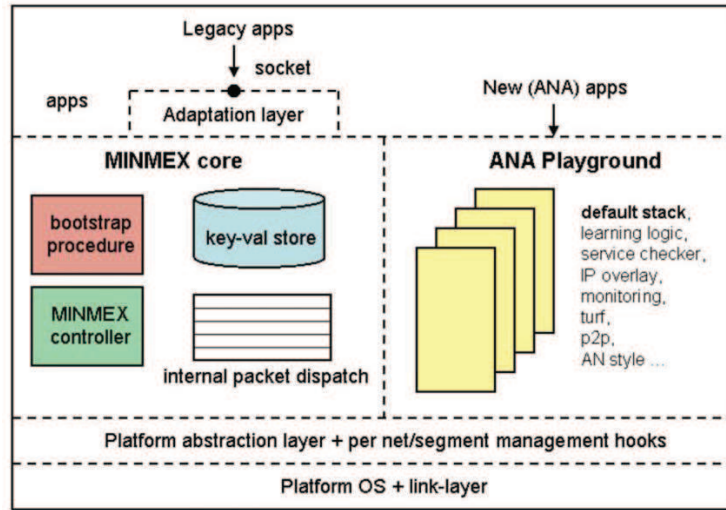 Legacy apps
socket
apps
Adaptation layer
New (ANA) apps
MINMEX core
bootstrap
procedure
key-val store
MINMEX
controller
internal packet dispatch
ANA Playground
default stack,
learning logic,
service checker,
IP overlay,
monitoring,
turf,
p2p,
AN style ...
Platform abstraction layer + per net/segment management hooks
Platform OS + link-layer